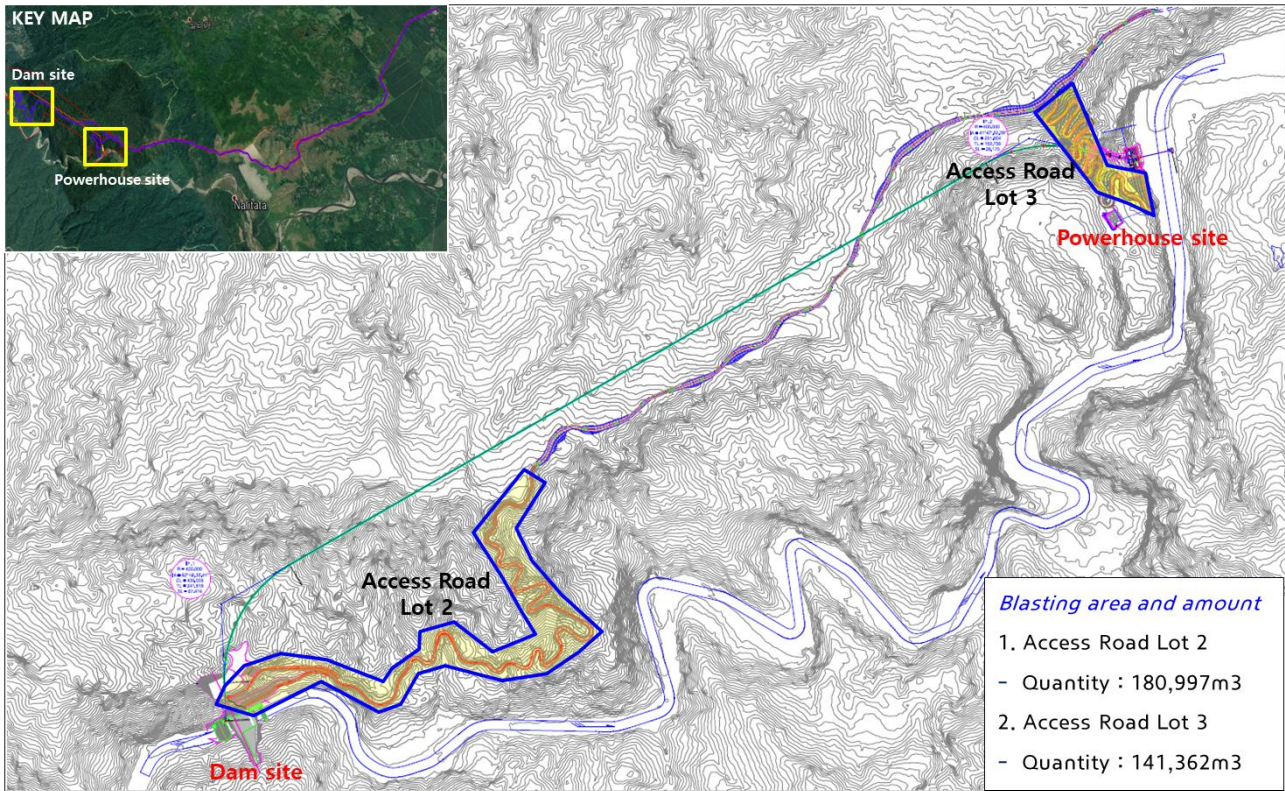 KEY MAP
Dam site
Powerhouse site
Nalifata
Access Road
Lot 3
Powerhouse site
Access Road
Lot 2
Dam site
Blasting area and amount
1. Access Road Lot 2
- Quantity : 180,997m3
2. Access Road Lot 3
- Quantity : 141,362m3